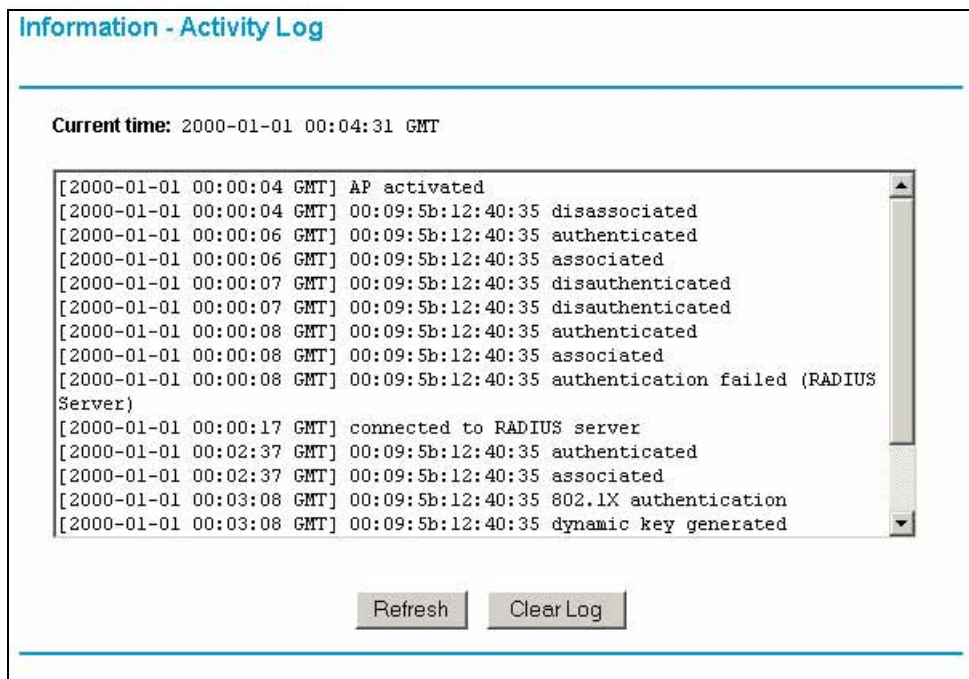 Information - Activity Log
Current time: 2000-01-01 00:04:31 GMT
[2000-01-01 00:00:04 GMT] AP activated
[2000-01-01 00:00:04 GMT] 00:09:5b:12:40:35 disassociated
[2000-01-01 00:00:06 GMT] 00:09:5b:12:40:35 authenticated
[2000-01-01 00:00:06 GMT] 00:09:5b:12:40:35 associated
[2000-01-01 00:00:07 GMT] 00:09:5b:12:40:35 disauthenticated
[2000-01-01 00:00:07 GMT] 00:09:5b:12:40:35 disauthenticated
[2000-01-01 00:00:08 GMT] 00:09:5b:12:40:35 authenticated
[2000-01-01 00:00:08 GMT] 00:09:5b:12:40:35 associated
[2000-01-01 00:00:08 GMT] 00:09:5b:12:40:35 authentication failed (RADIUS
Server)
[2000-01-01 00:00:17 GMT] connected to RADIUS server
[2000-01-01 00:02:37 GMT] 00:09:5b:12:40:35 authenticated
[2000-01-01 00:02:37 GMT] 00:09:5b:12:40:35 associated
[2000-01-01 00:03:08 GMT] 00:09:5b:12:40:35 802.1X authentication
[2000-01-01 00:03:08 GMT] 00:09:5b:12:40:35 dynamic key generated
Refresh
Clear Log